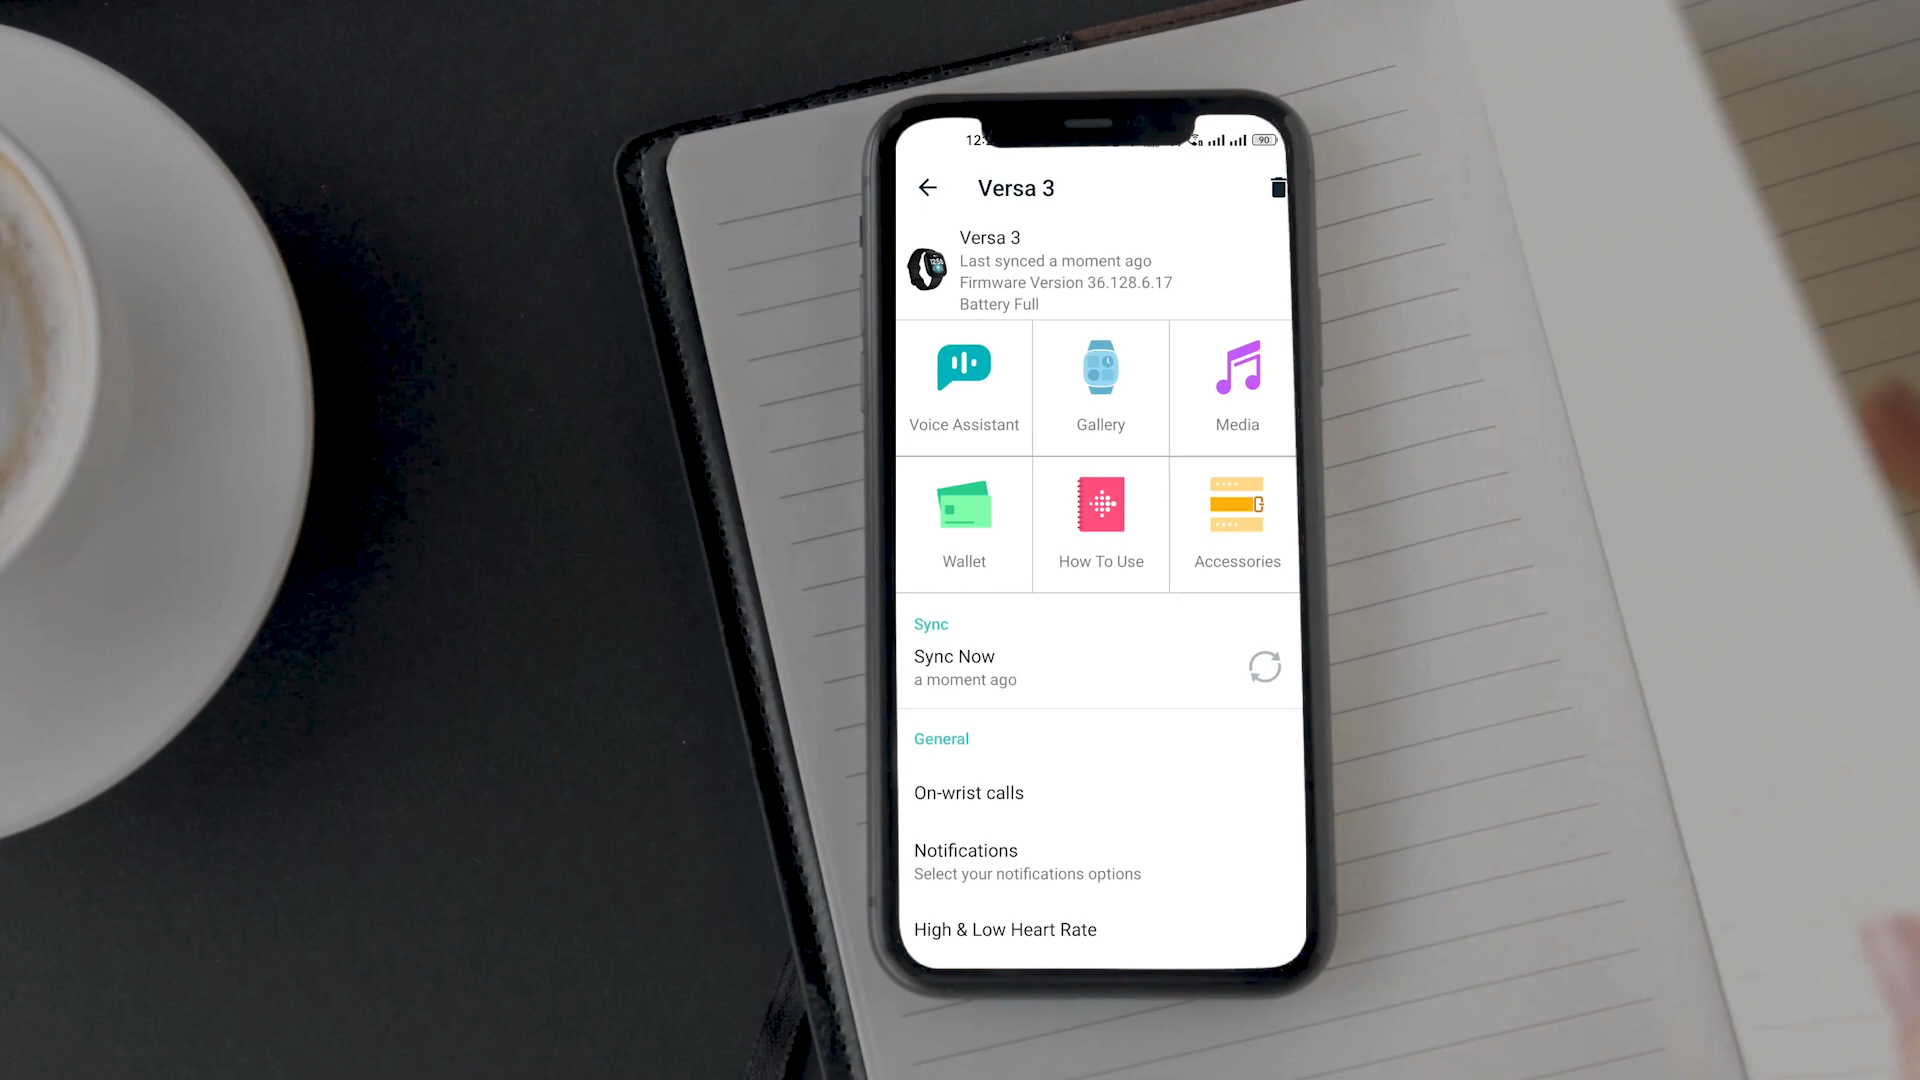 12:
90
Versa 3
Versa 3
Last synced a moment ago
Firmware Version 36.128.6.17
Battery Full
Voice Assistant
Gallery
Media
Wallet
How To Use
Accessories
Sync
Sync Now
a moment ago
General
On-wrist calls
Notifications
Select your notifications options
High & Low Heart Rate